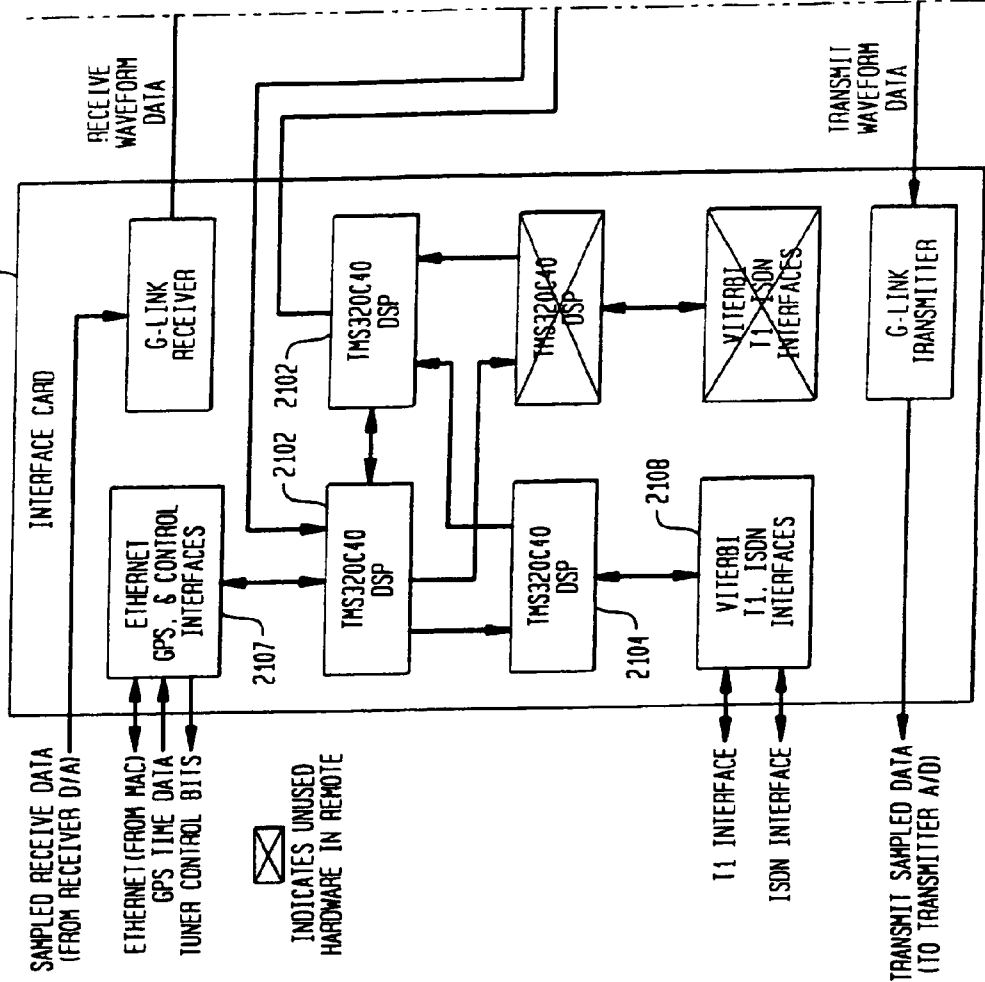 SAMPLED RECEIVE DATA
(FROM RECEIVER D/A)
ETHERNET(FROM MAC)
GPS TIME DATA
TUNER CONTROL BITS
INDICATES UNUSED
HARDWARE IN REMOTE
T1 INTERFACE
ISDN INTERFACE
TRANSMIT SAMPLED DATA
(TO TRANSMITTER A/D)
INTERFACE CARD
ETHERNET
GPS, & CONTROL
INTERFACES
2107
G-LINK
RECEIVER
TMS320C40
DSP
2102
TMS320C40
DSP
2102
TMS320C40
DSP
2104
TMS320C40
DSP
VITERBI
T1, ISDN
INTERFACES
2108
VITERBI
T1, ISDN
INTERFACES
G-LINK
TRANSMITTER
RECEIVE
WAVEFORM
DATA
TRANSMIT
WAVEFORM
DATA